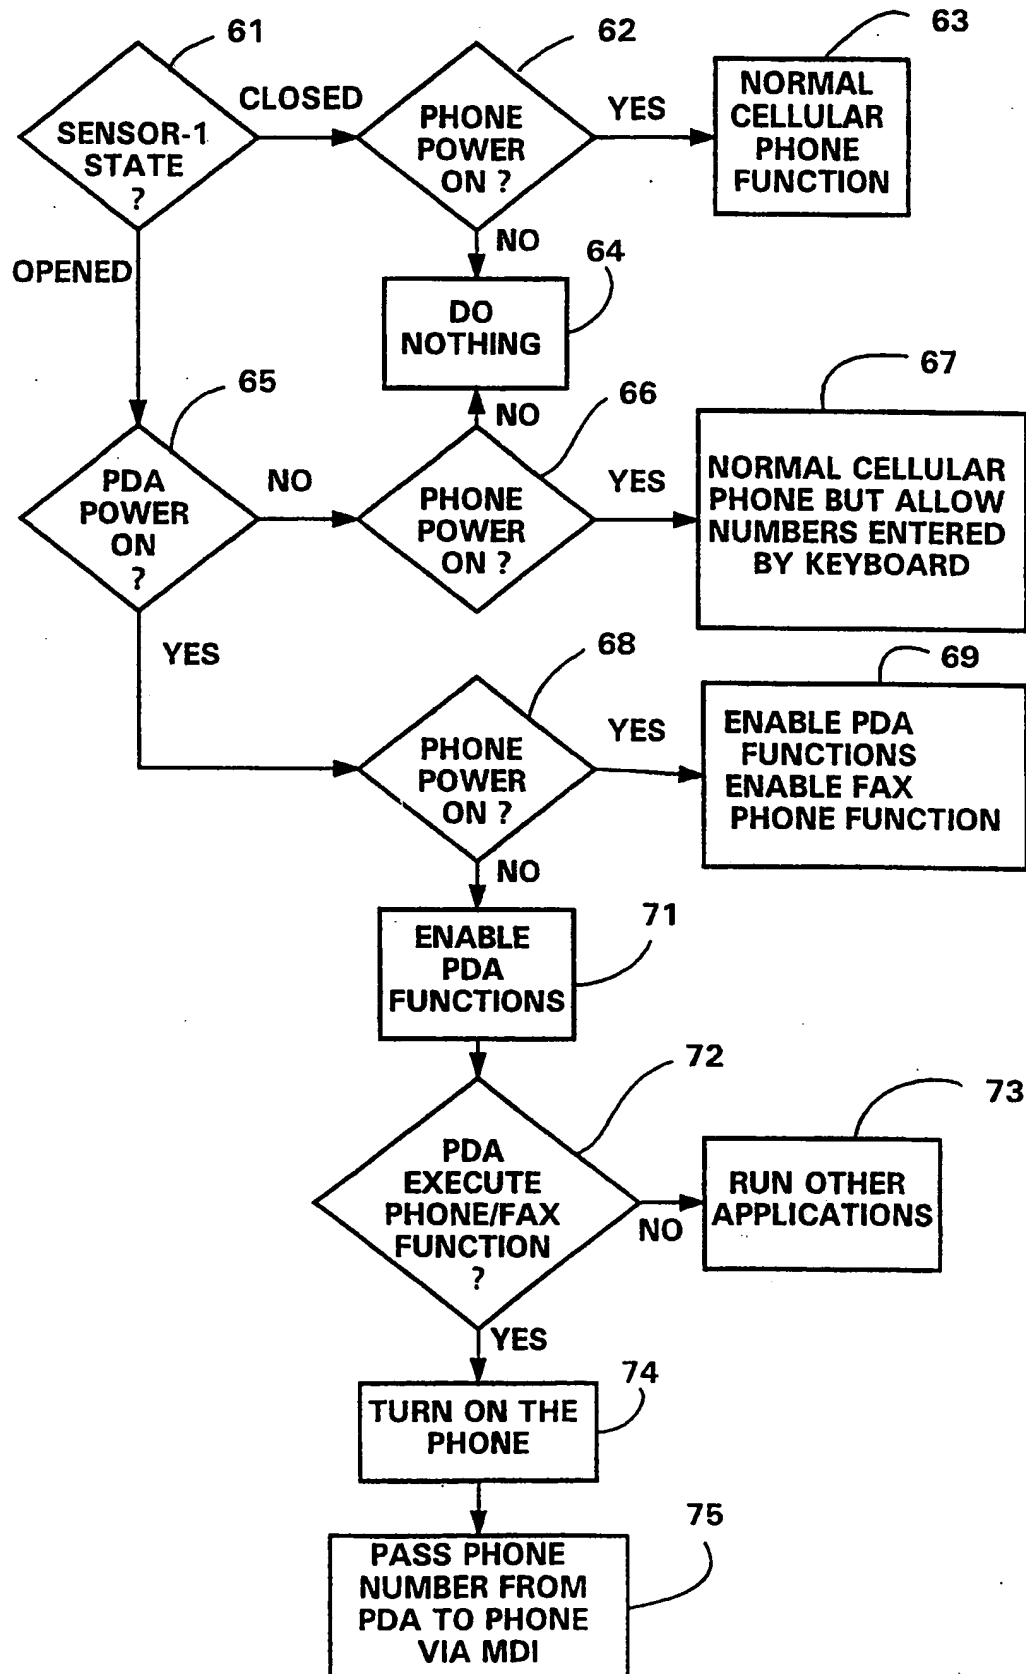 61
SENSOR-1
STATE
?
CLOSED
62
PHONE
POWER
ON ?
YES
63
NORMAL
CELLULAR
PHONE
FUNCTION
OPENED
NO
64
DO
NOTHING
65
PDA
POWER
ON
?
NO
NO
66
PHONE
POWER
ON ?
YES
67
NORMAL CELLULAR
PHONE BUT ALLOW
NUMBERS ENTERED
BY KEYBOARD
YES
68
PHONE
POWER
ON ?
YES
69
ENABLE PDA
FUNCTIONS
ENABLE FAX
PHONE FUNCTION
NO
71
ENABLE
PDA
FUNCTIONS
72
PDA
EXECUTE
PHONE/FAX
FUNCTION
?
NO
73
RUN OTHER
APPLICATIONS
YES
74
TURN ON THE
PHONE
75
PASS PHONE
NUMBER FROM
PDA TO PHONE
VIA MDI